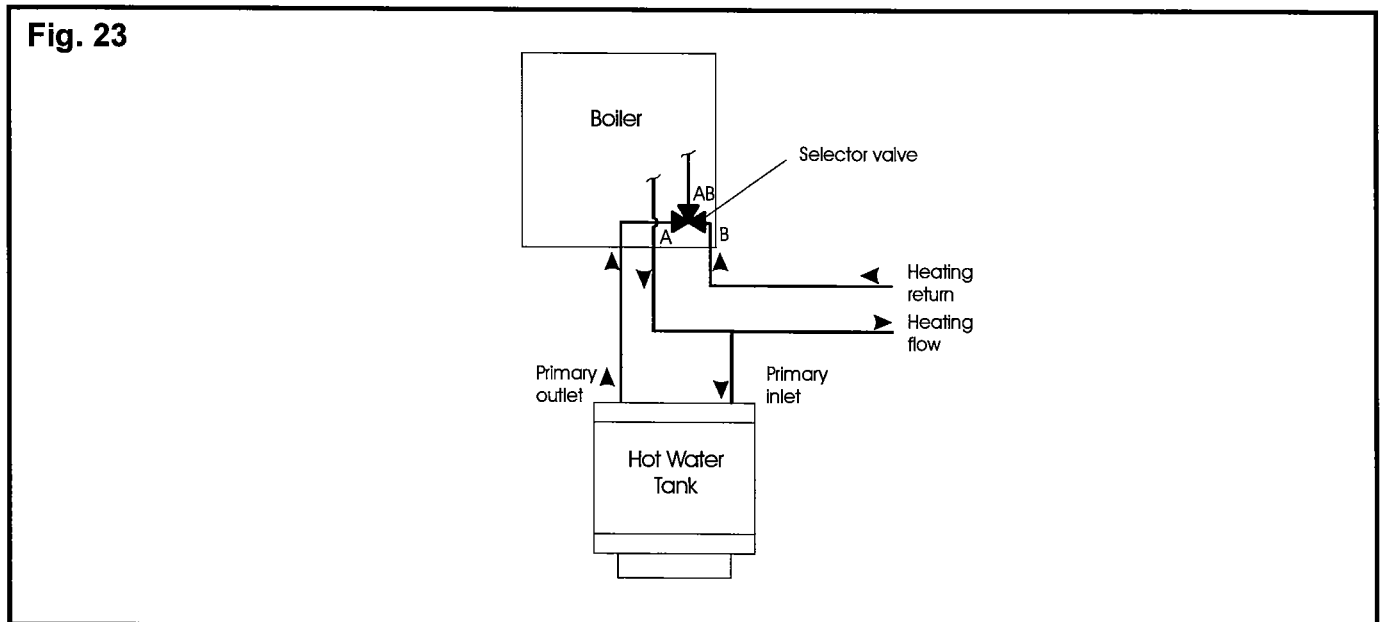 Fig. 23
Boiler
Selector valve
AB
A
B
Heating
return
Heating
flow
Primary
outlet
Primary
inlet
Hot Water
Tank